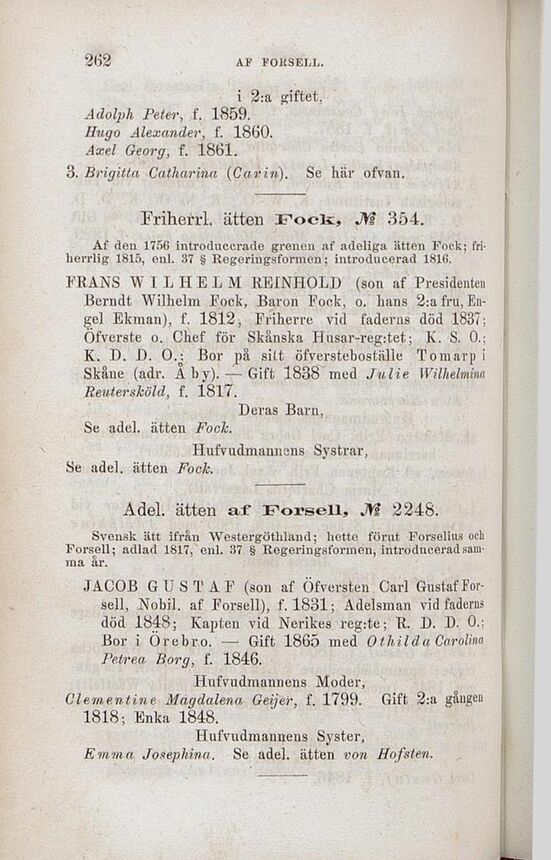 262 AF FORSELL.
i 2:a giftet,
Adolph Peter, f. 1859.
Hugo Alexander, f. 1860.
Axel Georg, f. 1861.
3. Brigitta Catharina (Carin). Se här ofvan.
Friherrl. ätten Fock, № 354.
Af den 1756 introducerade grenen af adeliga ätten Fock; fri-
herrlig 1815, enl. 37 § Regeringsformen; introducerad 1816.
FRANS WILHELM REINHOLD (son af Presidenten
Berndt Wilhelm Fock, Baron Fock, o. hans 2:a fru, En-
gel Ekman), f. 1812, Friherre vid faderns död 1837;
Öfverste o. Chef för Skånska Husar-reg:tet; K. S. O.;
K. D. D. O.; Bor på sitt öfversteboställe Tomarp i
Skåne (adr. Åby). — Gift 1838 med Julie Wilhelmina
Reutersköld, f. 1817.
Deras Barn,
Se adel. ätten Fock.
Hufvudmannens Systrar,
Se adel. ätten Fock.
Adel. ätten af Forsell, № 2248.
Svensk ätt ifrån Westergöthland; hette förut Forselius och
Forsell; adlad 1817, enl. 37 § Regeringsformen, introducerad sam-
ma år.
JACOB GUSTAF (son af Öfversten Carl Gustaf For-
sell, Nobil. af Forsell), f. 1831; Adelsman vid faderns
död 1848; Kapten vid Nerikes reg:te; R. D. D. O.;
Bor i Örebro. — Gift 1865 med Othilda Carolina
Petrea Borg, f. 1846.
Hufvudmannens Moder,
Clementine Magdalena Geijer, f. 1799. Gift 2:a gången
1818; Enka 1848.
Hufvudmannens Syster,
Emma Josephina. Se adel. ätten von Hofsten.